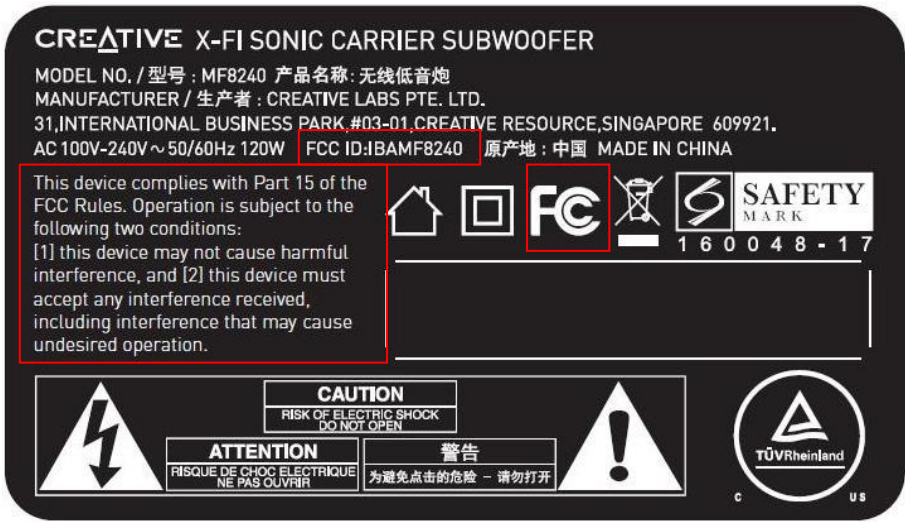 CREATIVE X-FI SONIC CARRIER SUBWOOFER
MODEL NO. / 型号 : MF8240 产品名称: 无线低音炮
MANUFACTURER / 生产者 : CREATIVE LABS PTE. LTD.
31,INTERNATIONAL BUSINESS PARK,#03-01,CREATIVE RESOURCE,SINGAPORE 609921.
AC 100V-240V ~ 50/60Hz 120W FCC ID:IBAMF8240 原产地 : 中国 MADE IN CHINA
This device complies with Part 15 of the
FCC Rules. Operation is subject to the
following two conditions:
[1] this device may not cause harmful
interference, and [2] this device must
accept any interference received,
including interference that may cause
undesired operation.
FC
SAFETY
MARK
160048-17
CAUTION
RISK OF ELECTRIC SHOCK
DO NOT OPEN
ATTENTION
RISQUE DE CHOC ELECTRIQUE
NE PAS OUVRIR
警告
为避免点击的危险 - 请勿打开
TÜVRheinland
C US